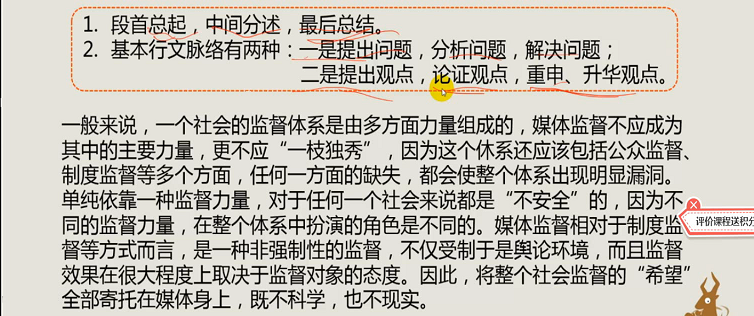 1. 段首总起，中间分述，最后总结。
2. 基本行文脉络有两种：一是提出问题，分析问题，解决问题；
二是提出观点，论证观点，重申、升华观点。
一般来说，一个社会的监督体系是由多方面力量组成的，媒体监督不应成为
其中的主要力量，更不应“一枝独秀”，因为这个体系还应该包括公众监督、
制度监督等多个方面，任何一方面的缺失，都会使整个体系出现明显漏洞。
单纯依靠一种监督力量，对于任何一个社会来说都是“不安全”的，因为不
同的监督力量，在整个体系中扮演的角色是不同的。媒体监督相对于制度监
督等方式而言，是一种非强制性的监督，不仅受制于是舆论环境，而且监督
效果在很大程度上取决于监督对象的态度。因此，将整个社会监督的“希望”
全部寄托在媒体身上，既不科学，也不现实。
评价课程送积分